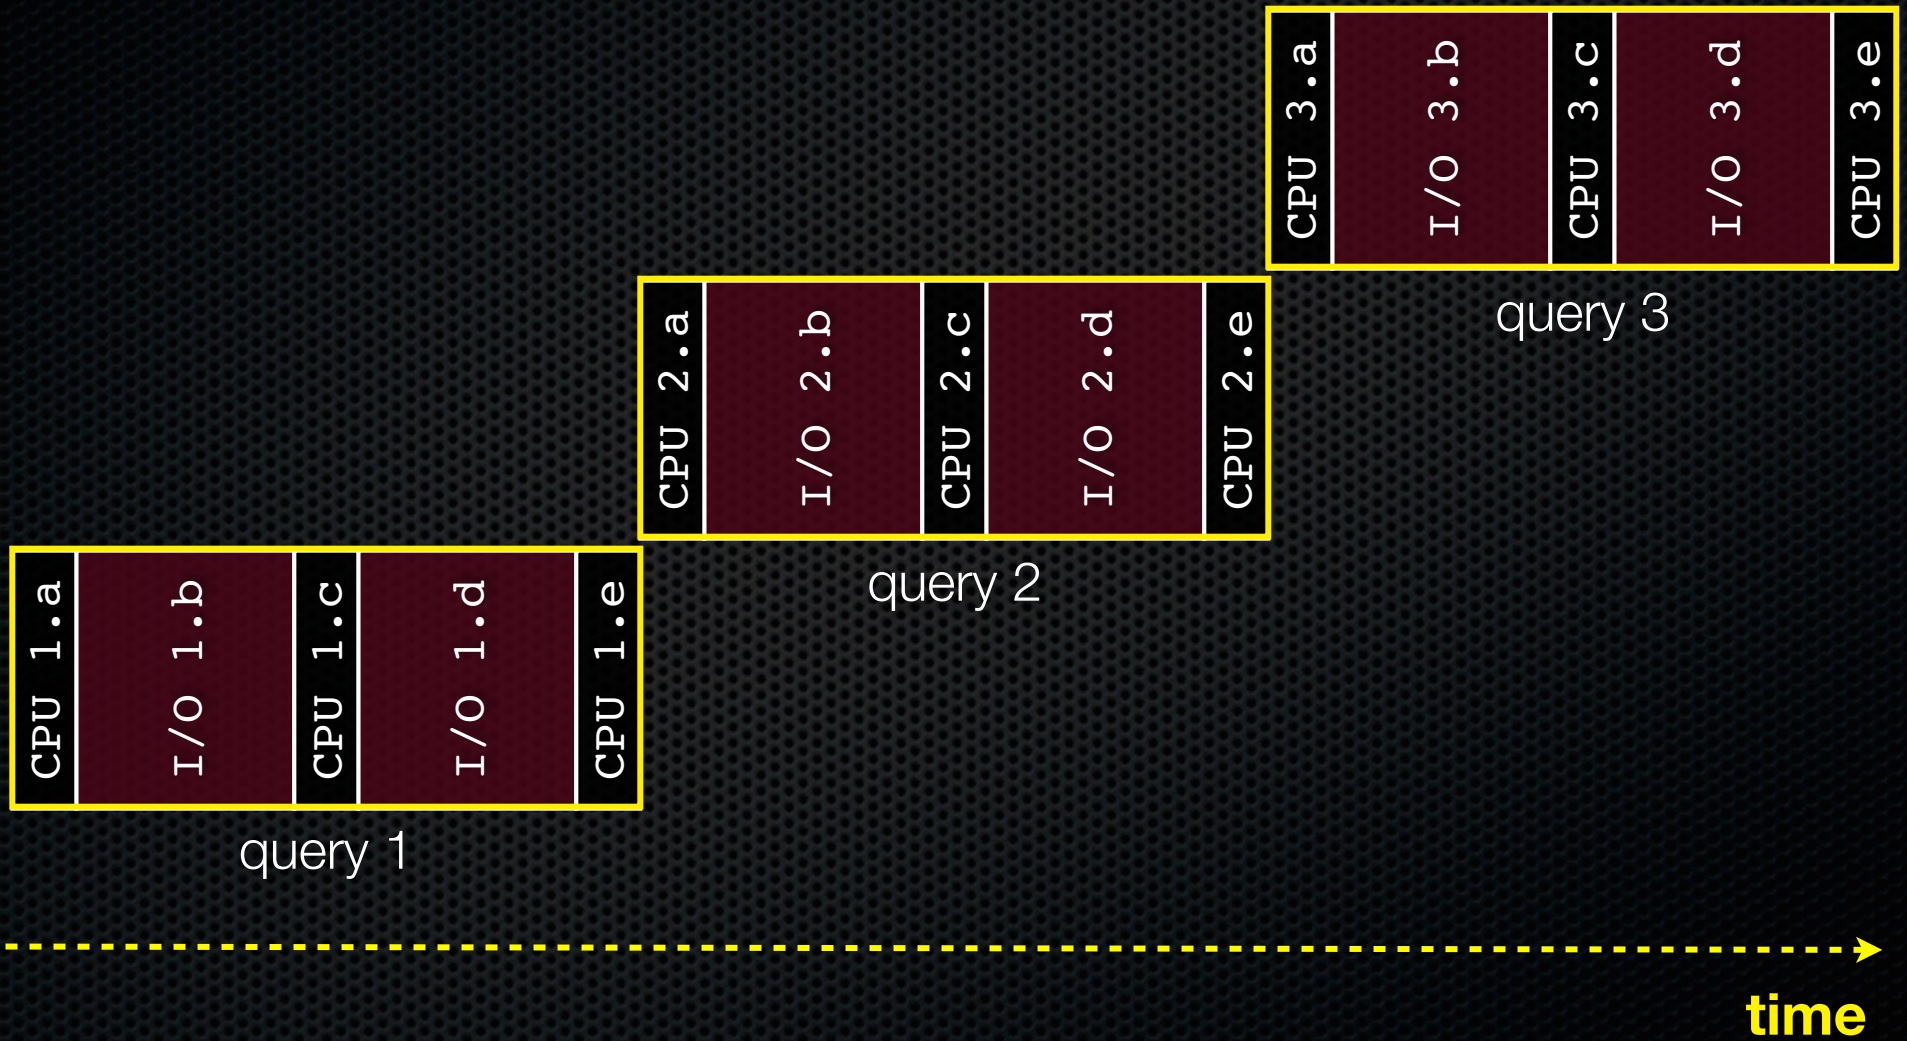 CPU 3.a
I/O 3.b
CPU 3.c
I/O 3.d
CPU 3.e
query 3
CPU 2.a
I/O 2.b
CPU 2.c
I/O 2.d
CPU 2.e
query 2
CPU 1.a
I/O 1.b
CPU 1.c
I/O 1.d
CPU 1.e
query 1
time